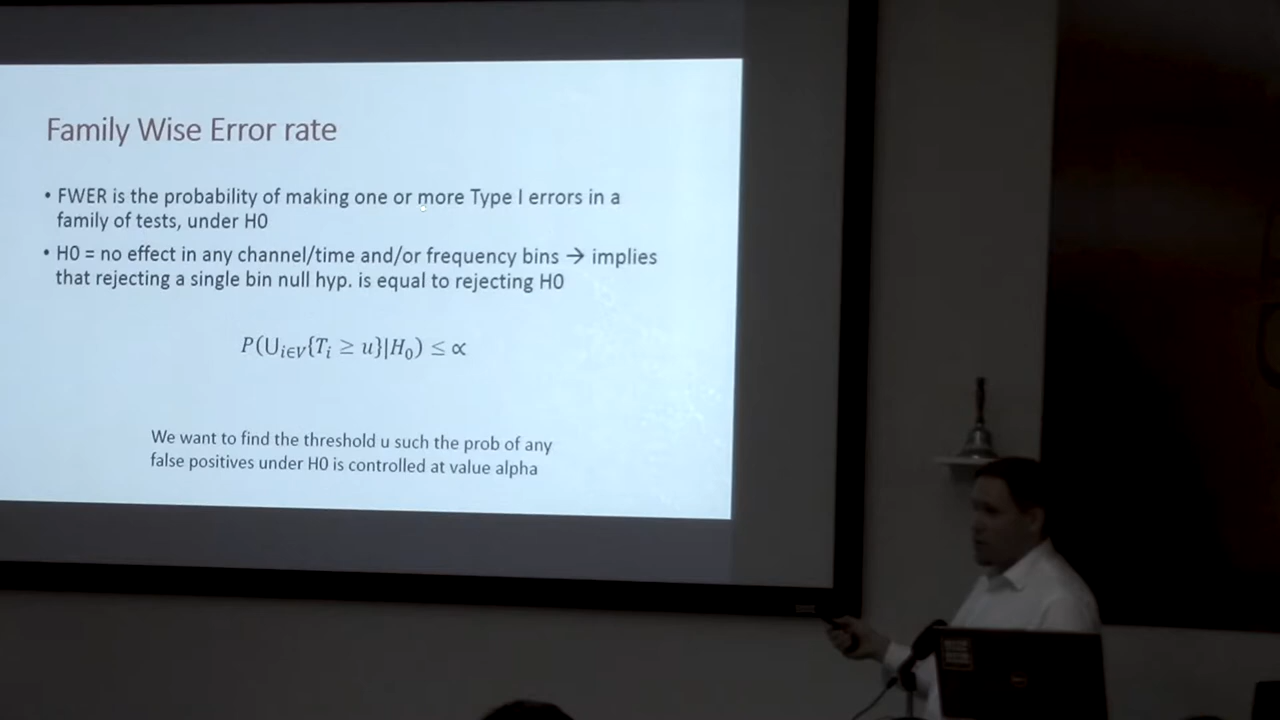 Family Wise Error rate
• FWER is the probability of making one or more Type I errors in a
family of tests, under H0
• H0 = no effect in any channel/time and/or frequency bins → implies
that rejecting a single bin null hyp. is equal to rejecting H0
P(∪i∈V{Ti ≥ u}|H0) ≤ ∝
We want to find the threshold u such the prob of any
false positives under H0 is controlled at value alpha